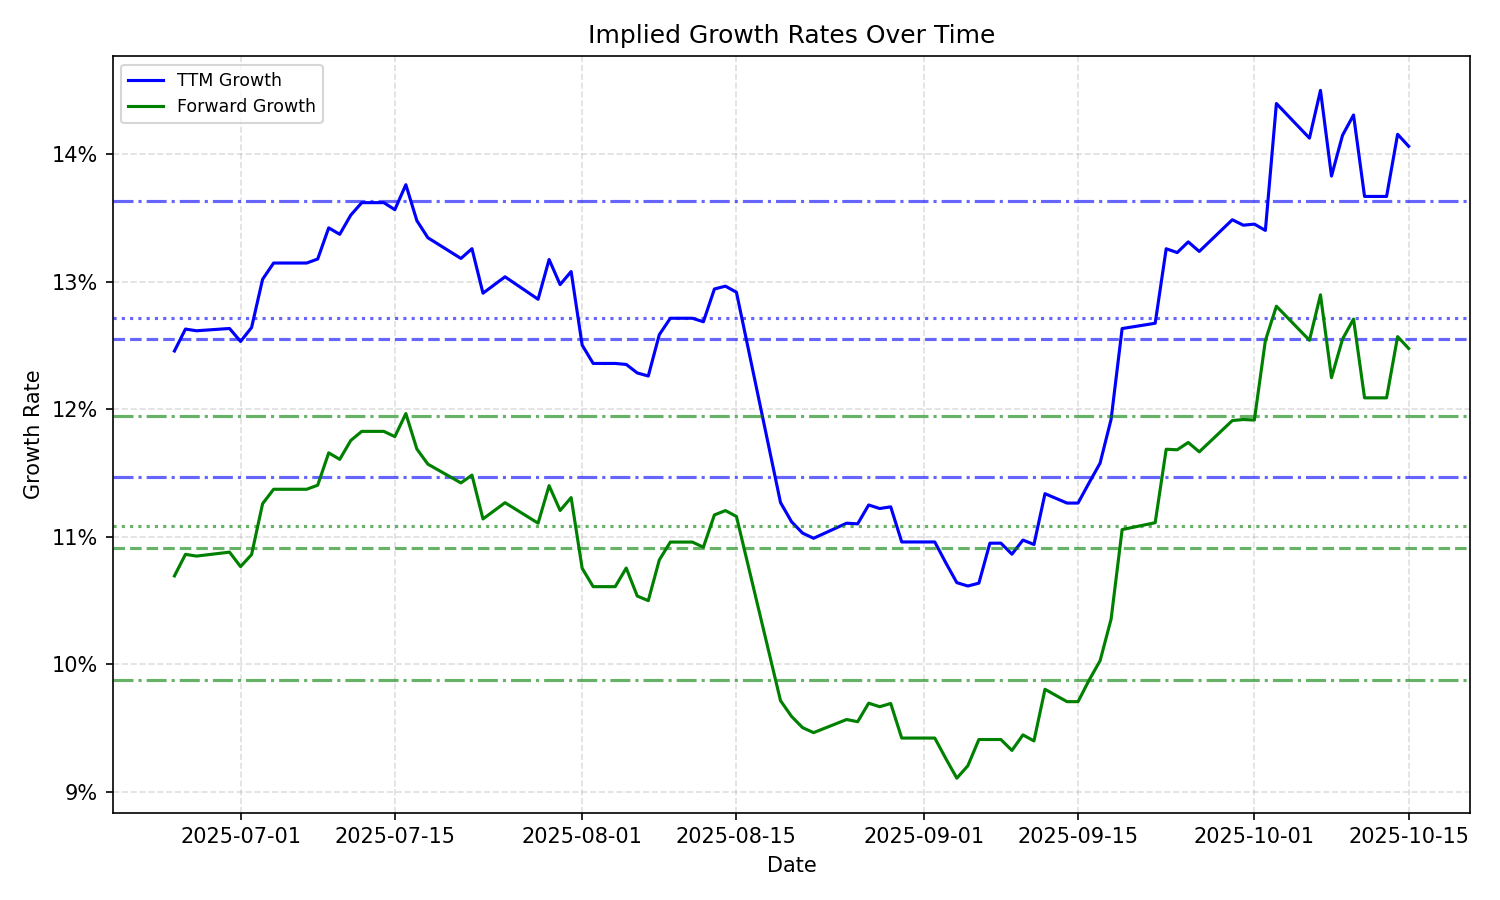 Implied Growth Rates Over Time
TTM Growth
Forward Growth
14%
13%
12%
11%
10%
9%
Growth Rate
2025-07-01 2025-07-15 2025-08-01 2025-08-15 2025-09-01 2025-09-15 2025-10-01 2025-10-15
Date